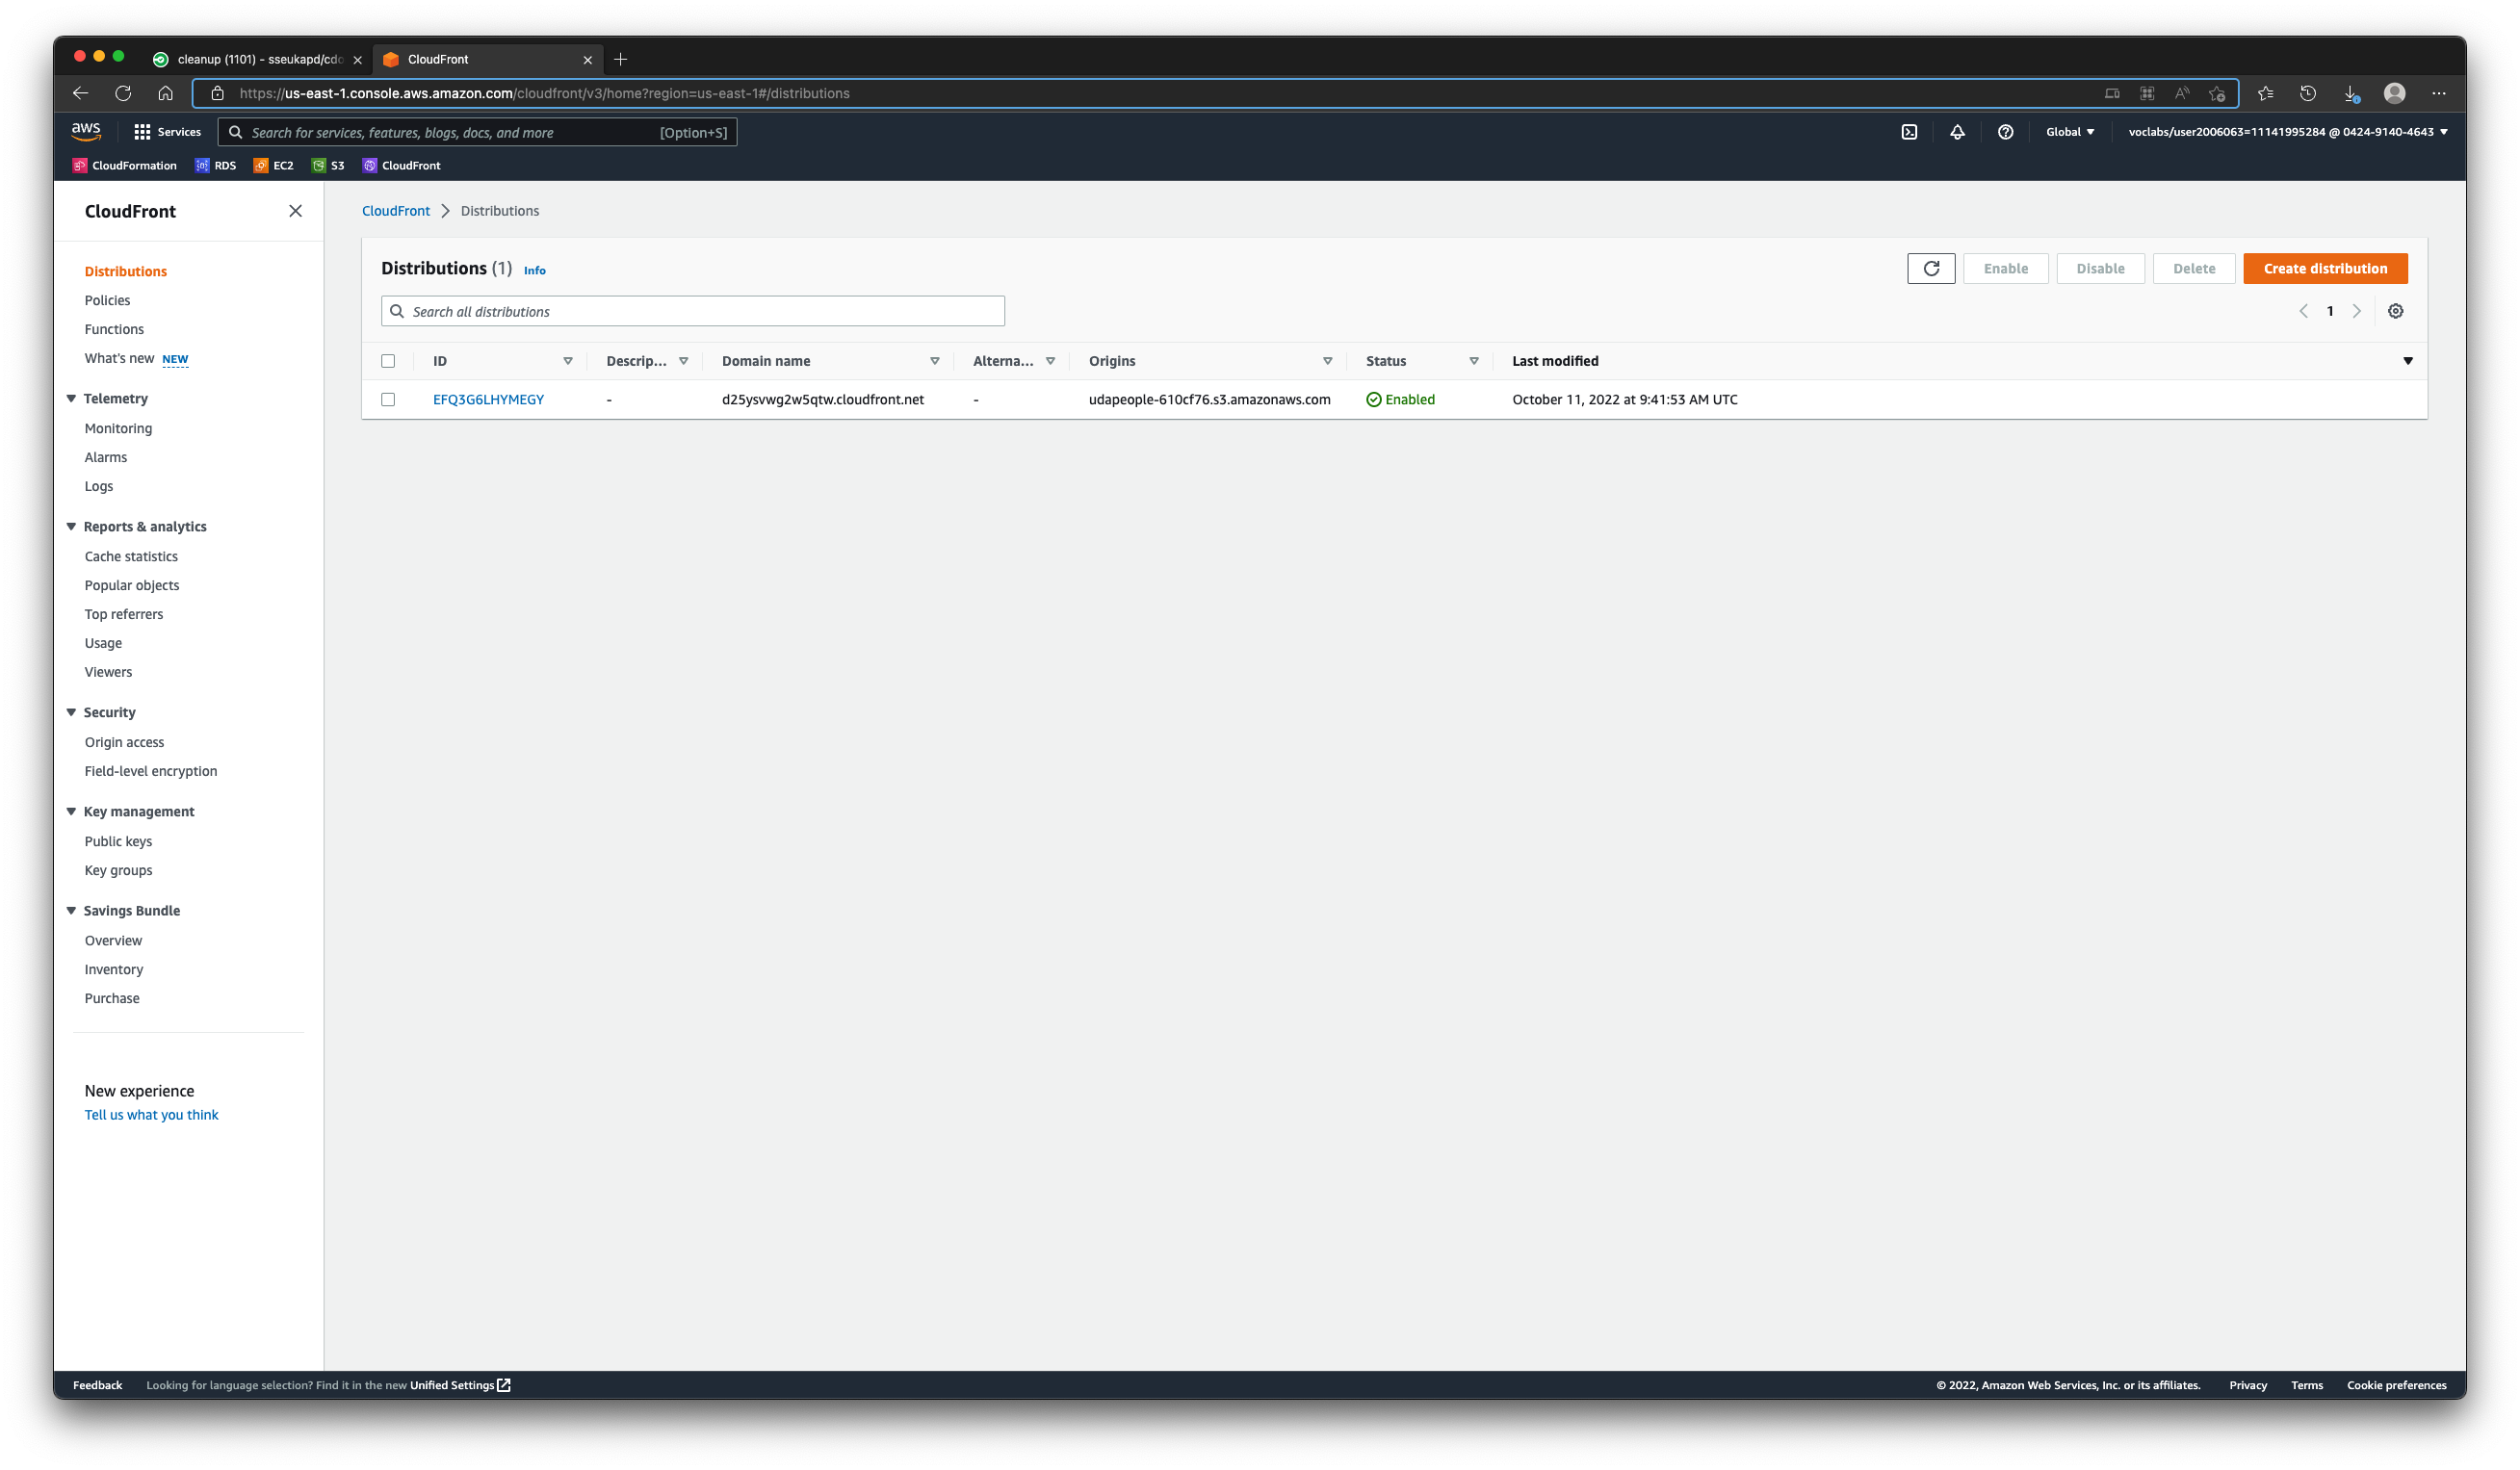 cleanup (1101) - sseukapd/cdo
CloudFront
https://us-east-1.console.aws.amazon.com/cloudfront/v3/home?region=us-east-1#/distributions
aws
Services
Search for services, features, blogs, docs, and more
[Option+S]
Global
voclabs/user2006063=11141995284 @ 0424-9140-4643
CloudFormation
RDS
EC2
S3
CloudFront
CloudFront
Distributions
Policies
Functions
What's new NEW
Telemetry
Monitoring
Alarms
Logs
Reports & analytics
Cache statistics
Popular objects
Top referrers
Usage
Viewers
Security
Origin access
Field-level encryption
Key management
Public keys
Key groups
Savings Bundle
Overview
Inventory
Purchase
New experience
Tell us what you think
CloudFront > Distributions
Distributions (1) Info
Enable
Disable
Delete
Create distribution
Search all distributions
1
ID Descrip... Domain name Alterna... Origins Status Last modified
EFQ3G6LHYMEGY - d25ysvwg2w5qtw.cloudfront.net - udapeople-610cf76.s3.amazonaws.com Enabled October 11, 2022 at 9:41:53 AM UTC
Feedback
Looking for language selection? Find it in the new Unified Settings
© 2022, Amazon Web Services, Inc. or its affiliates.
Privacy
Terms
Cookie preferences